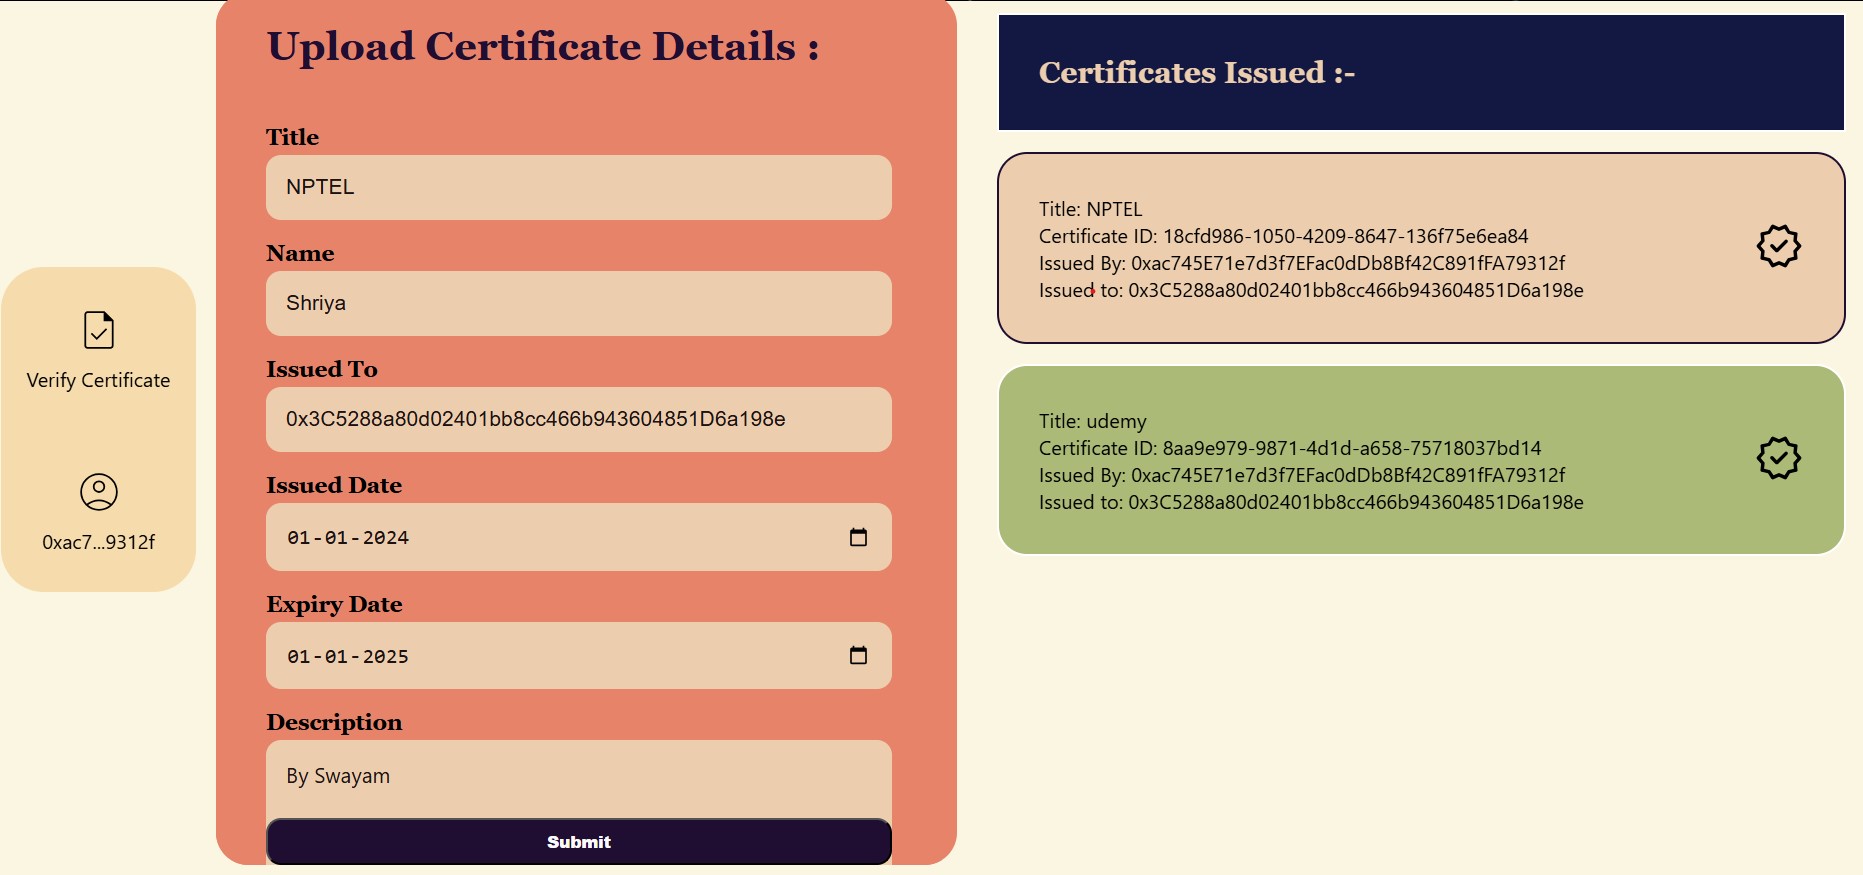 Verify Certificate
0xac7...9312f
Upload Certificate Details :
Title
NPTEL
Name
Shriya
Issued To
0x3C5288a80d02401bb8cc466b943604851D6a198e
Issued Date
01-01-2024
Expiry Date
01-01-2025
Description
By Swayam
Submit
Certificates Issued :-
Title: NPTEL
Certificate ID: 18cfd986-1050-4209-8647-136f75e6ea84
Issued By: 0xac745E71e7d3f7EFac0dDb8Bf42C891fFA79312f
Issued to: 0x3C5288a80d02401bb8cc466b943604851D6a198e
Title: udemy
Certificate ID: 8aa9e979-9871-4d1d-a658-75718037bd14
Issued By: 0xac745E71e7d3f7EFac0dDb8Bf42C891fFA79312f
Issued to: 0x3C5288a80d02401bb8cc466b943604851D6a198e